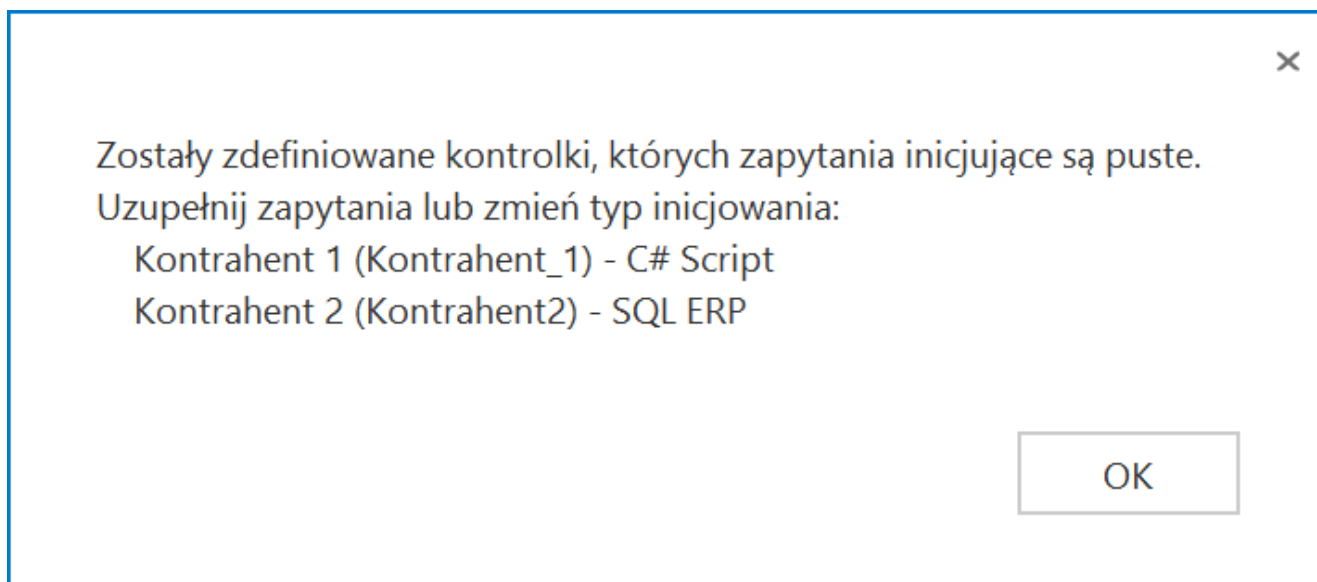 Zostały zdefiniowane kontrolki, których zapytania inicjujące są puste.
Uzupełnij zapytania lub zmień typ inicjowania:
Kontrahent 1 (Kontrahent_1) - C# Script
Kontrahent 2 (Kontrahent2) - SQL ERP
OK